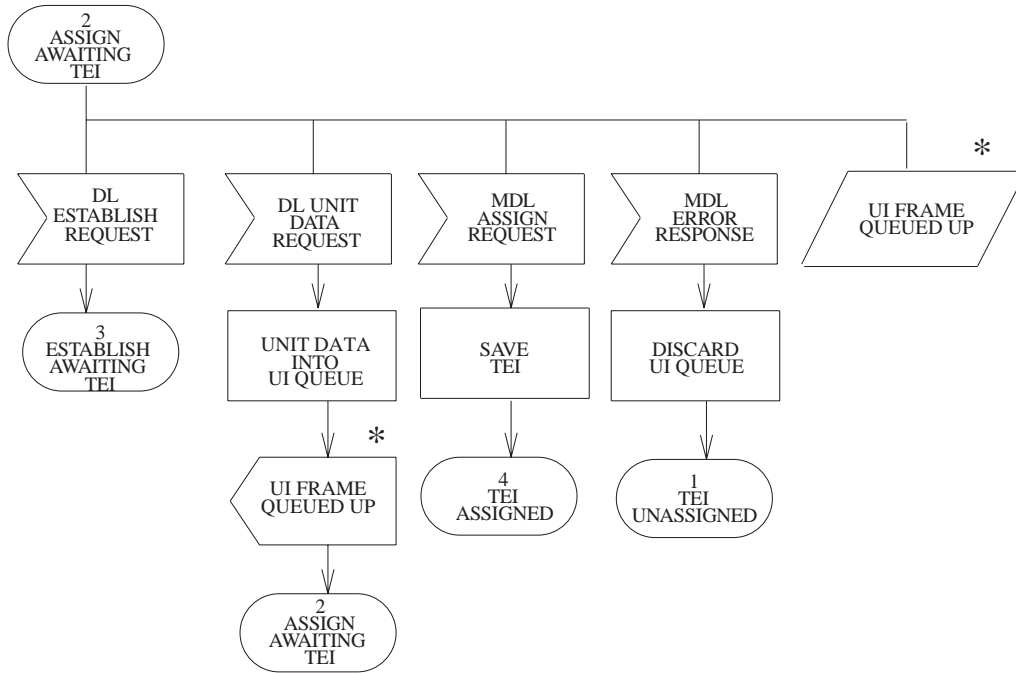 2
ASSIGN
AWAITING
TEI
*
DL
ESTABLISH
REQUEST
DL UNIT
DATA
REQUEST
MDL
ASSIGN
REQUEST
MDL
ERROR
RESPONSE
UI FRAME
QUEUED UP
3
ESTABLISH
AWAITING
TEI
UNIT DATA
INTO
UI QUEUE
SAVE
TEI
DISCARD
UI QUEUE
*
UI FRAME
QUEUED UP
4
TEI
ASSIGNED
1
TEI
UNASSIGNED
2
ASSIGN
AWAITING
TEI